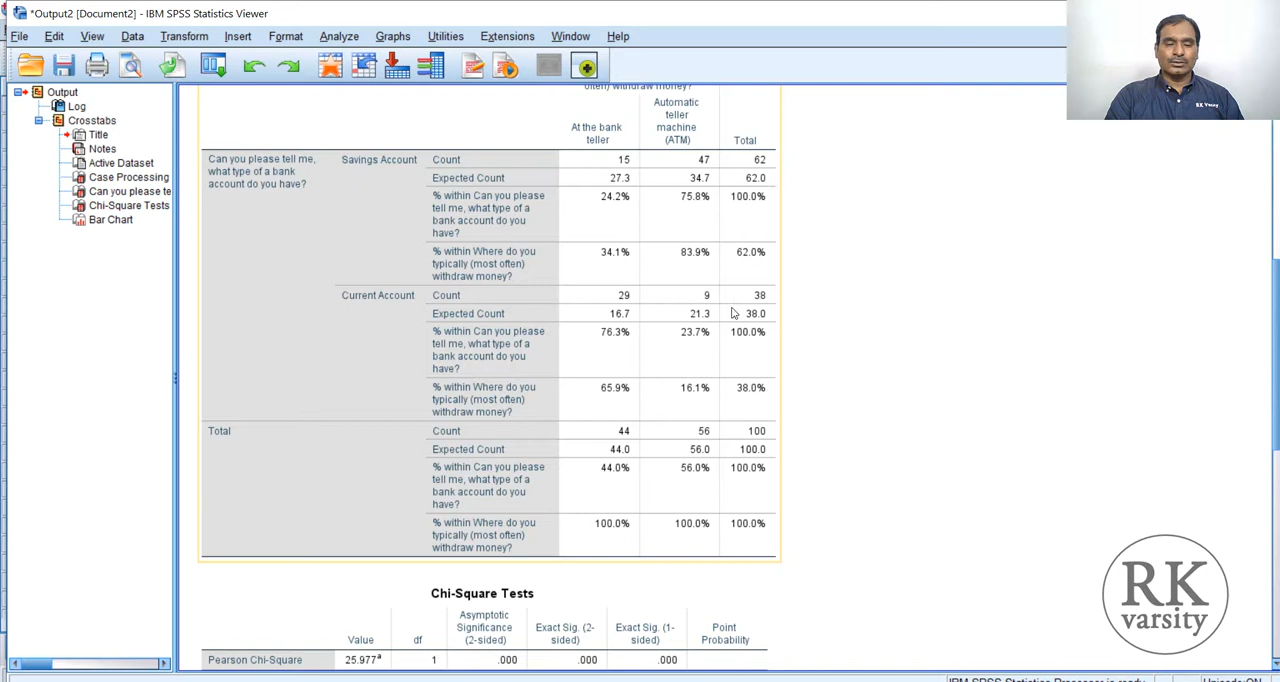 *Output2 [Document2] - IBM SPSS Statistics Viewer
File Edit View Data Transform Insert Format Analyze Graphs Utilities Extensions Window Help
Output
Log
Crosstabs
Title
Notes
Active Dataset
Case Processing
Can you please te
Chi-Square Tests
Bar Chart
often) withdraw money?
At the bank teller
Automatic teller machine (ATM)
Total
Can you please tell me,
what type of a bank
account do you have?
Savings Account
Count 15 47 62
Expected Count 27.3 34.7 62.0
% within Can you please 24.2% 75.8% 100.0%
tell me, what type of a
bank account do you
have?
% within Where do you 34.1% 83.9% 62.0%
typically (most often)
withdraw money?
Current Account
Count 29 9 38
Expected Count 16.7 21.3 38.0
% within Can you please 76.3% 23.7% 100.0%
tell me, what type of a
bank account do you
have?
% within Where do you 65.9% 16.1% 38.0%
typically (most often)
withdraw money?
Total
Count 44 56 100
Expected Count 44.0 56.0 100.0
% within Can you please 44.0% 56.0% 100.0%
tell me, what type of a
bank account do you
have?
% within Where do you 100.0% 100.0% 100.0%
typically (most often)
withdraw money?
Chi-Square Tests
Value
df
Asymptotic Significance (2-sided)
Exact Sig. (2-sided)
Exact Sig. (1-sided)
Point Probability
Pearson Chi-Square 25.977a 1 .000 .000 .000
IBM SPSS Statistics Processor is ready
Unicode:ON
RK
varsity